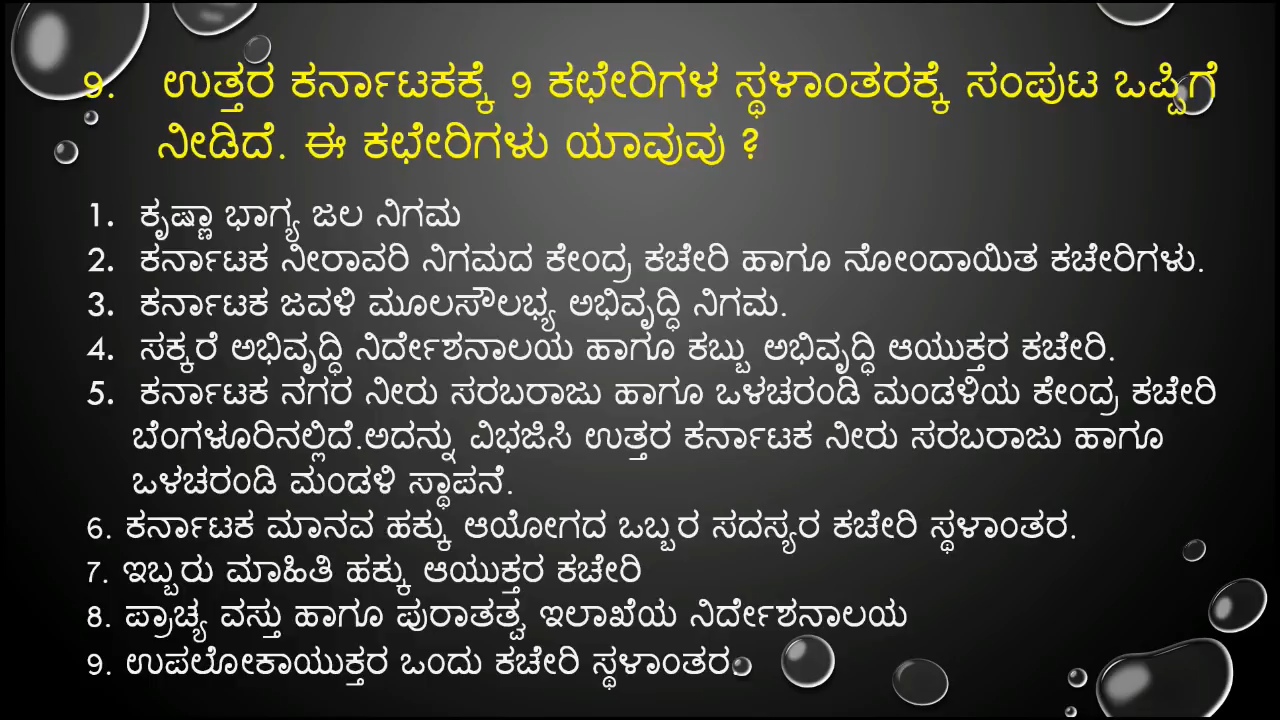 9. ಉತ್ತರ ಕರ್ನಾಟಕಕ್ಕೆ 9 ಕಛೇರಿಗಳ ಸ್ಥಳಾಂತರಕ್ಕೆ ಸಂಪುಟ ಒಪ್ಪಿಗೆ
ನೀಡಿದೆ. ಈ ಕಛೇರಿಗಳು ಯಾವುವು ?
1. ಕೃಷ್ಣಾ ಭಾಗ್ಯ ಜಲ ನಿಗಮ
2. ಕರ್ನಾಟಕ ನೀರಾವರಿ ನಿಗಮದ ಕೇಂದ್ರ ಕಚೇರಿ ಹಾಗೂ ನೋಂದಾಯಿತ ಕಚೇರಿಗಳು.
3. ಕರ್ನಾಟಕ ಜವಳಿ ಮೂಲಸೌಲಭ್ಯ ಅಭಿವೃದ್ಧಿ ನಿಗಮ.
4. ಸಕ್ಕರೆ ಅಭಿವೃದ್ಧಿ ನಿರ್ದೇಶನಾಲಯ ಹಾಗೂ ಕಬ್ಬು ಅಭಿವೃದ್ಧಿ ಆಯುಕ್ತರ ಕಚೇರಿ.
5. ಕರ್ನಾಟಕ ನಗರ ನೀರು ಸರಬರಾಜು ಹಾಗೂ ಒಳಚರಂಡಿ ಮಂಡಳಿಯ ಕೇಂದ್ರ ಕಚೇರಿ
ಬೆಂಗಳೂರಿನಲ್ಲಿದೆ.ಅದನ್ನು ವಿಭಜಿಸಿ ಉತ್ತರ ಕರ್ನಾಟಕ ನೀರು ಸರಬರಾಜು ಹಾಗೂ
ಒಳಚರಂಡಿ ಮಂಡಳಿ ಸ್ಥಾಪನೆ.
6. ಕರ್ನಾಟಕ ಮಾನವ ಹಕ್ಕು ಆಯೋಗದ ಒಬ್ಬರ ಸದಸ್ಯರ ಕಚೇರಿ ಸ್ಥಳಾಂತರ.
7. ಇಬ್ಬರು ಮಾಹಿತಿ ಹಕ್ಕು ಆಯುಕ್ತರ ಕಚೇರಿ
8. ಪ್ರಾಚ್ಯ ವಸ್ತು ಹಾಗೂ ಪುರಾತತ್ವ ಇಲಾಖೆಯ ನಿರ್ದೇಶನಾಲಯ
9. ಉಪಲೋಕಾಯುಕ್ತರ ಒಂದು ಕಚೇರಿ ಸ್ಥಳಾಂತರ.